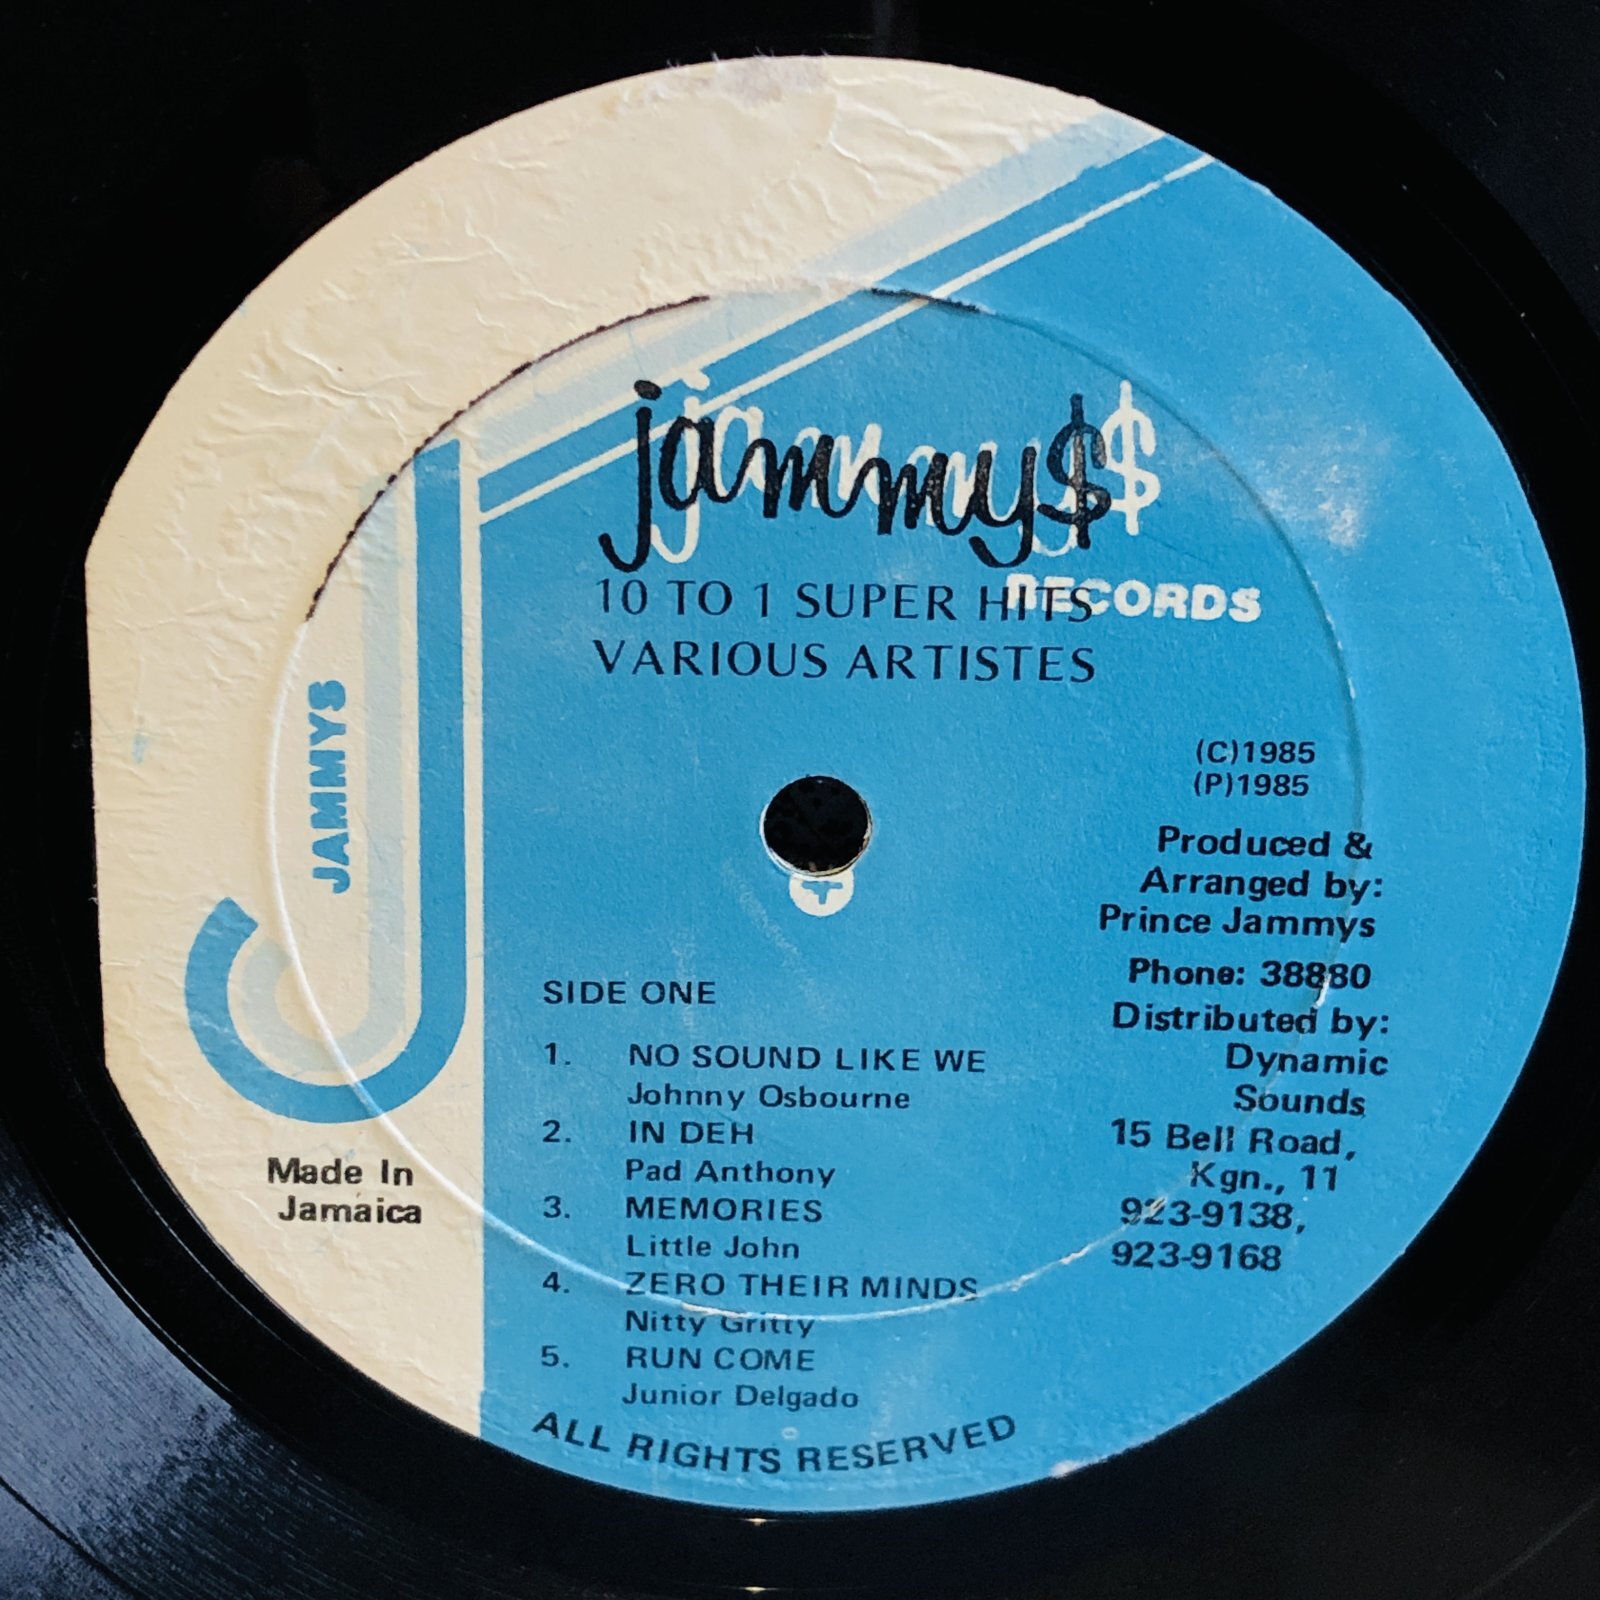 jammy$
10 TO 1 SUPER HITS
RECORDS
VARIOUS ARTISTES
JAMMYS
(C)1985
(P)1985
Produced &
Arranged by:
Prince Jammys
Phone: 38880
Distributed by:
Dynamic
Sounds
15 Bell Road,
Kgn., 11
923-9138,
923-9168
SIDE ONE
1. NO SOUND LIKE WE
Johnny Osbourne
2. IN DEH
Pad Anthony
3. MEMORIES
Little John
4. ZERO THEIR MINDS
Nitty Gritty
5. RUN COME
Junior Delgado
Made In
Jamaica
ALL RIGHTS RESERVED